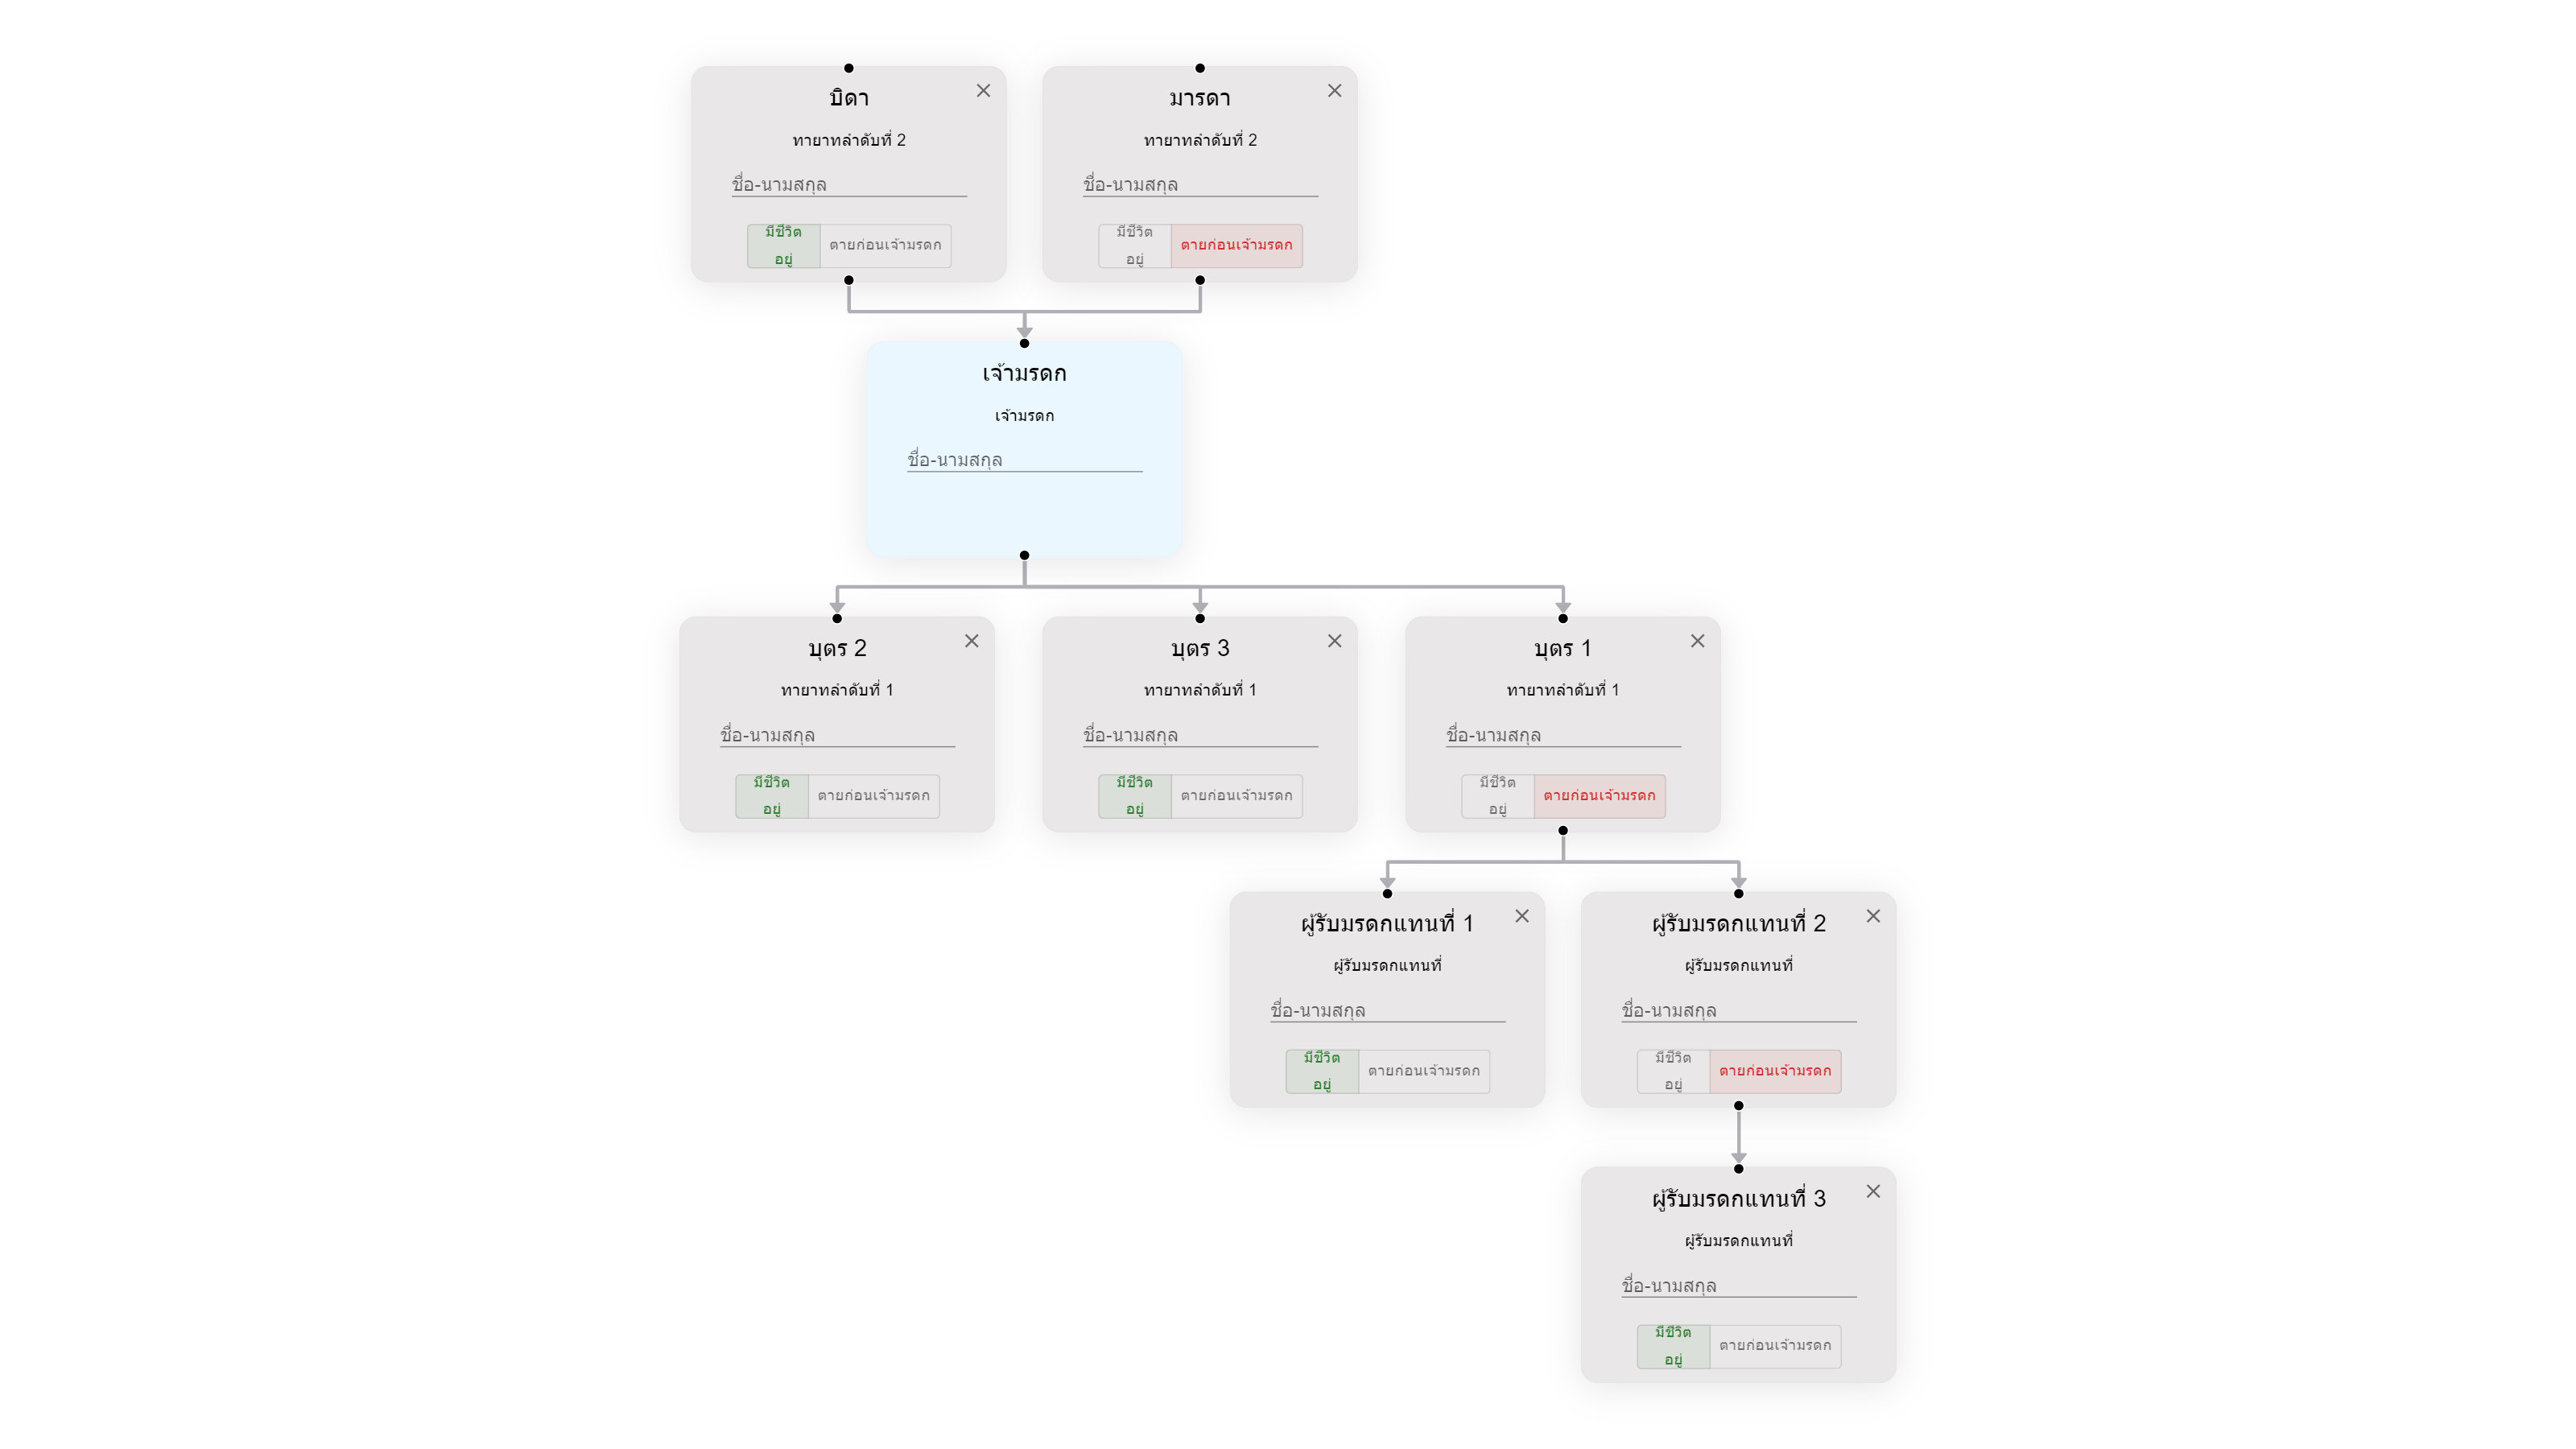 บิดา
ทายาทลำดับที่ 2
ชื่อ-นามสกุล
มีชีวิต
อยู่
ตายก่อนเจ้ามรดก
มารดา
ทายาทลำดับที่ 2
ชื่อ-นามสกุล
มีชีวิต
อยู่
ตายก่อนเจ้ามรดก
เจ้ามรดก
เจ้ามรดก
ชื่อ-นามสกุล
บุตร 2
ทายาทลำดับที่ 1
ชื่อ-นามสกุล
มีชีวิต
อยู่
ตายก่อนเจ้ามรดก
บุตร 3
ทายาทลำดับที่ 1
ชื่อ-นามสกุล
มีชีวิต
อยู่
ตายก่อนเจ้ามรดก
บุตร 1
ทายาทลำดับที่ 1
ชื่อ-นามสกุล
มีชีวิต
อยู่
ตายก่อนเจ้ามรดก
ผู้รับมรดกแทนที่ 1
ผู้รับมรดกแทนที่
ชื่อ-นามสกุล
มีชีวิต
อยู่
ตายก่อนเจ้ามรดก
ผู้รับมรดกแทนที่ 2
ผู้รับมรดกแทนที่
ชื่อ-นามสกุล
มีชีวิต
อยู่
ตายก่อนเจ้ามรดก
ผู้รับมรดกแทนที่ 3
ผู้รับมรดกแทนที่
ชื่อ-นามสกุล
มีชีวิต
อยู่
ตายก่อนเจ้ามรดก